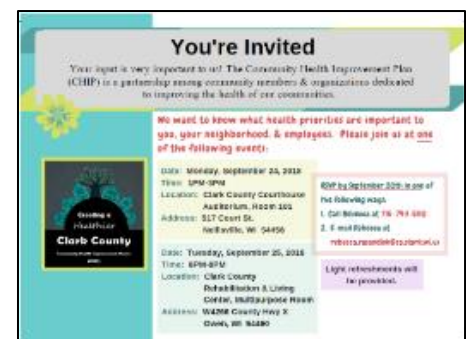 You're Invited
Your input is very important to us! The Community Health Improvement Plan
(CHIP) is a partnership among community members & organizations dedicated
to improving the health of our communities.
We want to know what health priorities are important to
you, your neighborhood, & employees. Please join us at one
of the following events:
Date: Monday, September 24, 2018
Time: 1PM-3PM
Location: Clark County Courthouse
Auditorium, Room 101
Address: 517 Court St.
Neillsville, WI 54456
Date: Tuesday, September 25, 2018
Time: 6PM-8PM
Location: Clark County
Rehabilitation & Living
Center, Multipurpose Room
Address: W4266 County Hwy X
Owen, WI 54460
Creating a
Healthier
Clark County
RSVP by September 20th in one of
two following ways:
1. Call Rebecca at
2. E-mail Rebecca at
Light refreshments will
be provided.